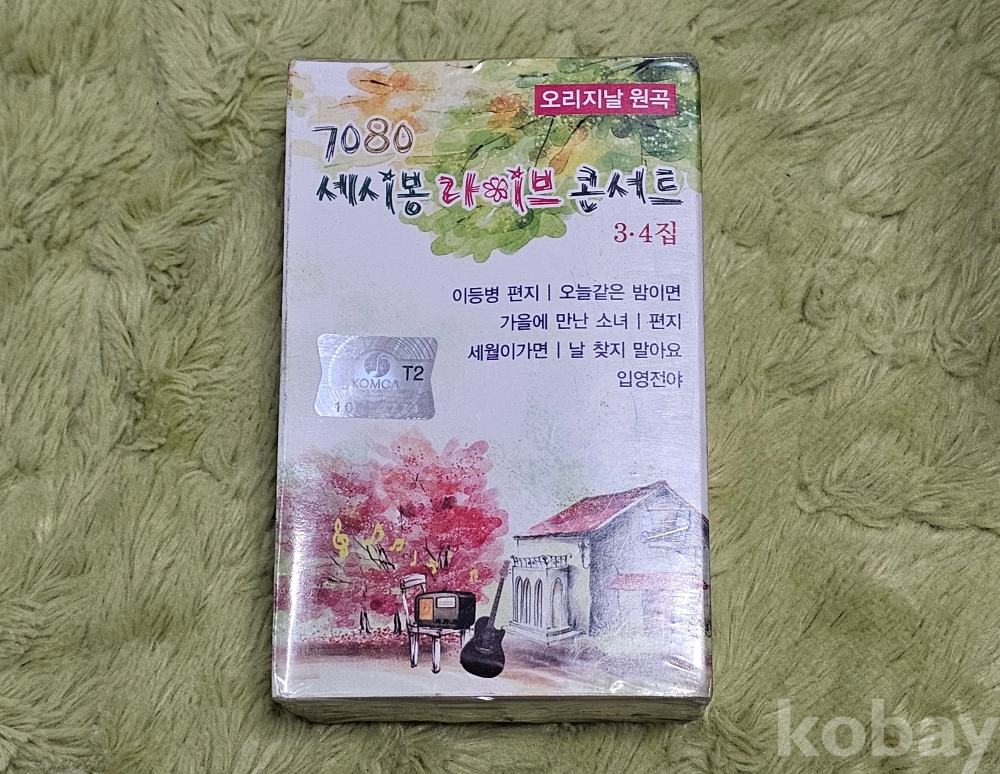 오리지날 원곡
7080
세시봉 라이브 콘서트
3·4집
이등병 편지 | 오늘같은 밤이면
가을에 만난 소녀 | 편지
세월이가면 | 날 찾지 말아요
입영전야
KOMCA T2
kobay